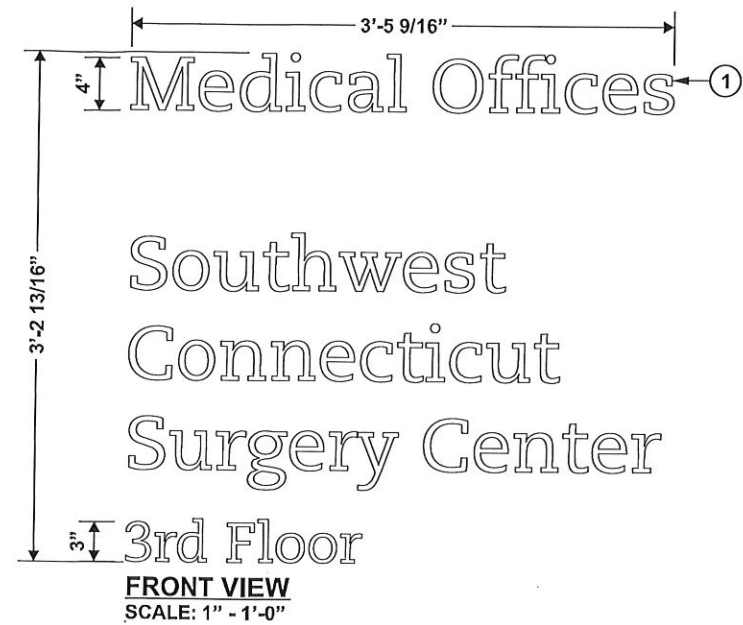 3'-5 9/16"
4"
Medical Offices
1
3'-2 13/16"
Southwest
Connecticut
Surgery Center
3"
3rd Floor
FRONT VIEW
SCALE: 1" - 1'-0"